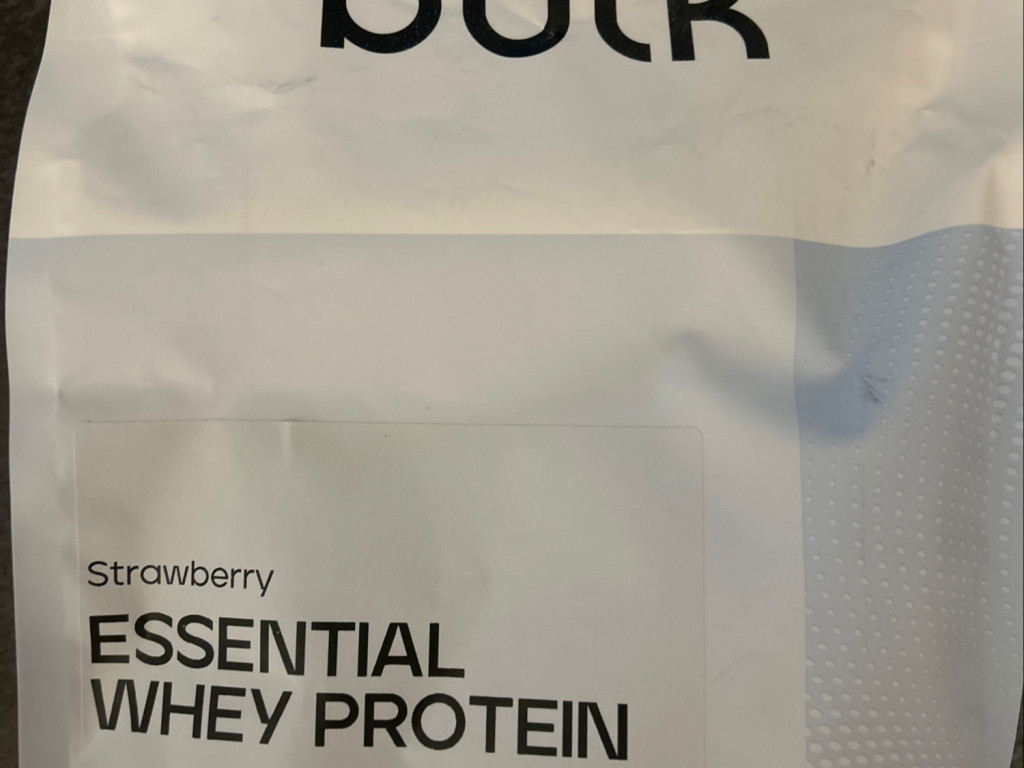 bulk
Strawberry
ESSENTIAL
WHEY PROTEIN